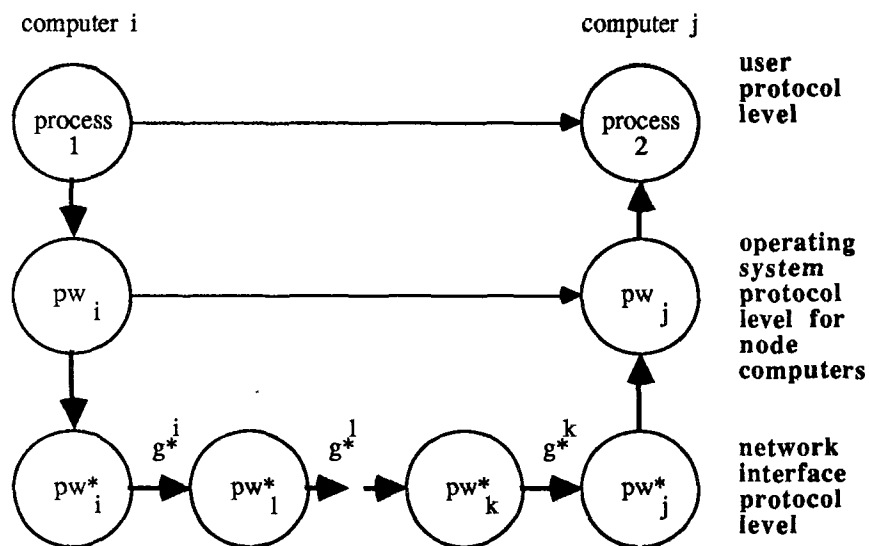 computer i
computer j
process
1
process
2
user
protocol
level
pw i
pw j
operating
system
protocol
level for
node
computers
g*i
g*l
g*k
pw*i
pw*l
pw*k
pw*j
network
interface
protocol
level